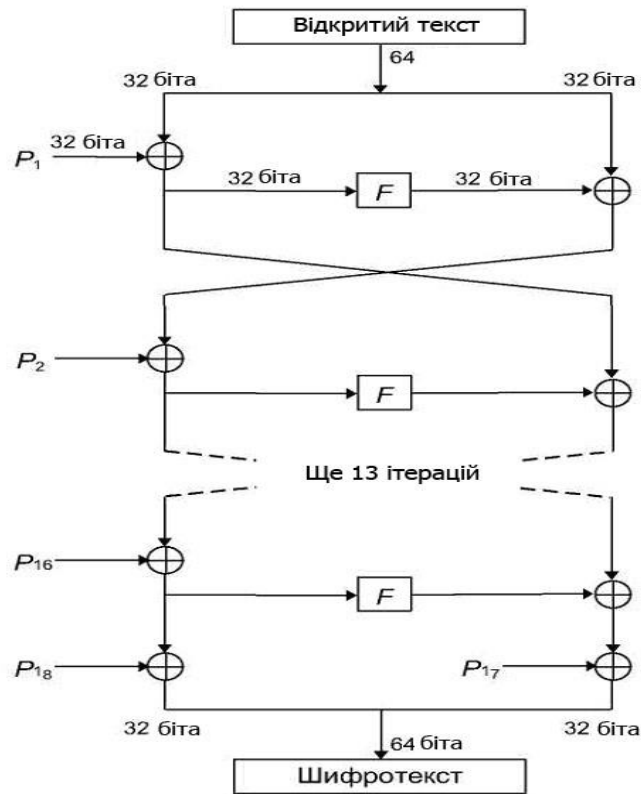 Відкритий текст
64
32 біта
32 біта
32 біта
P1
32 біта
F
32 біта
P2
F
Ще 13 ітерацій
P16
F
P18
P17
32 біта
32 біта
64 біта
Шифротекст